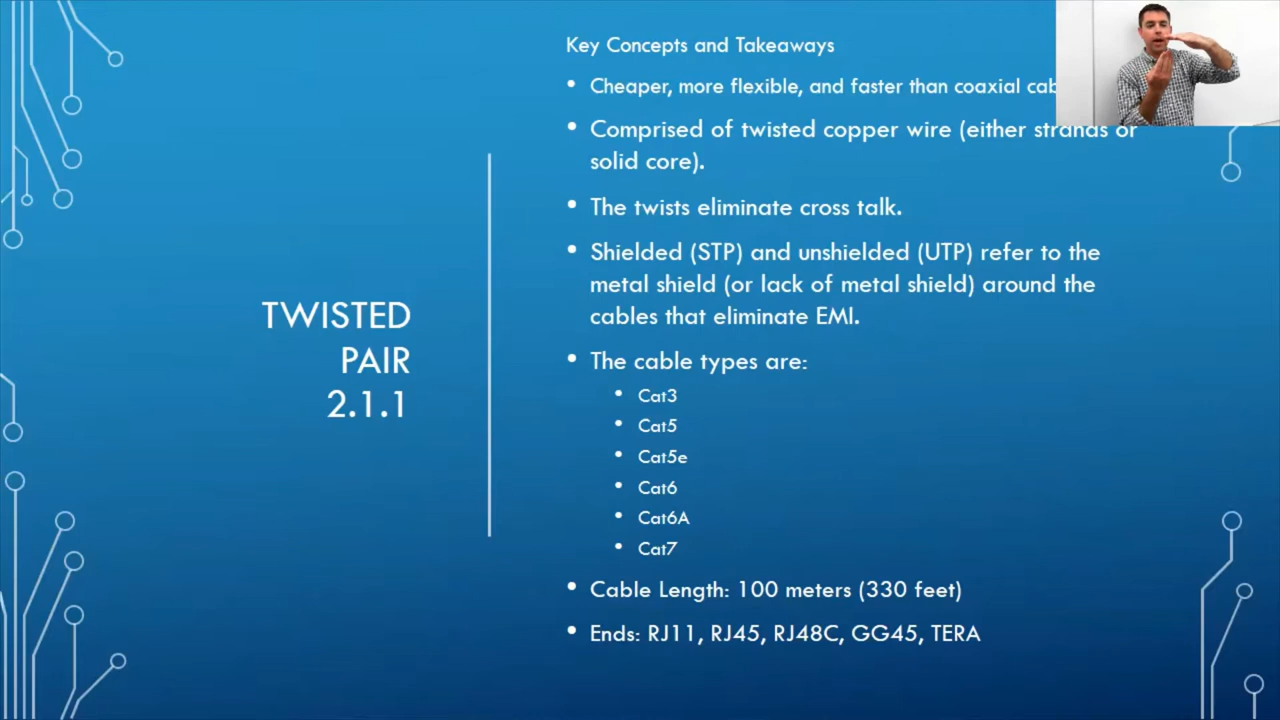 Key Concepts and Takeaways
• Cheaper, more flexible, and faster than coaxial
• Comprised of twisted copper wire (either strands or
solid core).
• The twists eliminate cross talk.
• Shielded (STP) and unshielded (UTP) refer to the
metal shield (or lack of metal shield) around the
cables that eliminate EMI.
TWISTED
PAIR
2.1.1
• The cable types are:
• Cat3
• Cat5
• Cat5e
• Cat6
• Cat6A
• Cat7
• Cable Length: 100 meters (330 feet)
• Ends: RJ11, RJ45, RJ48C, GG45, TERA